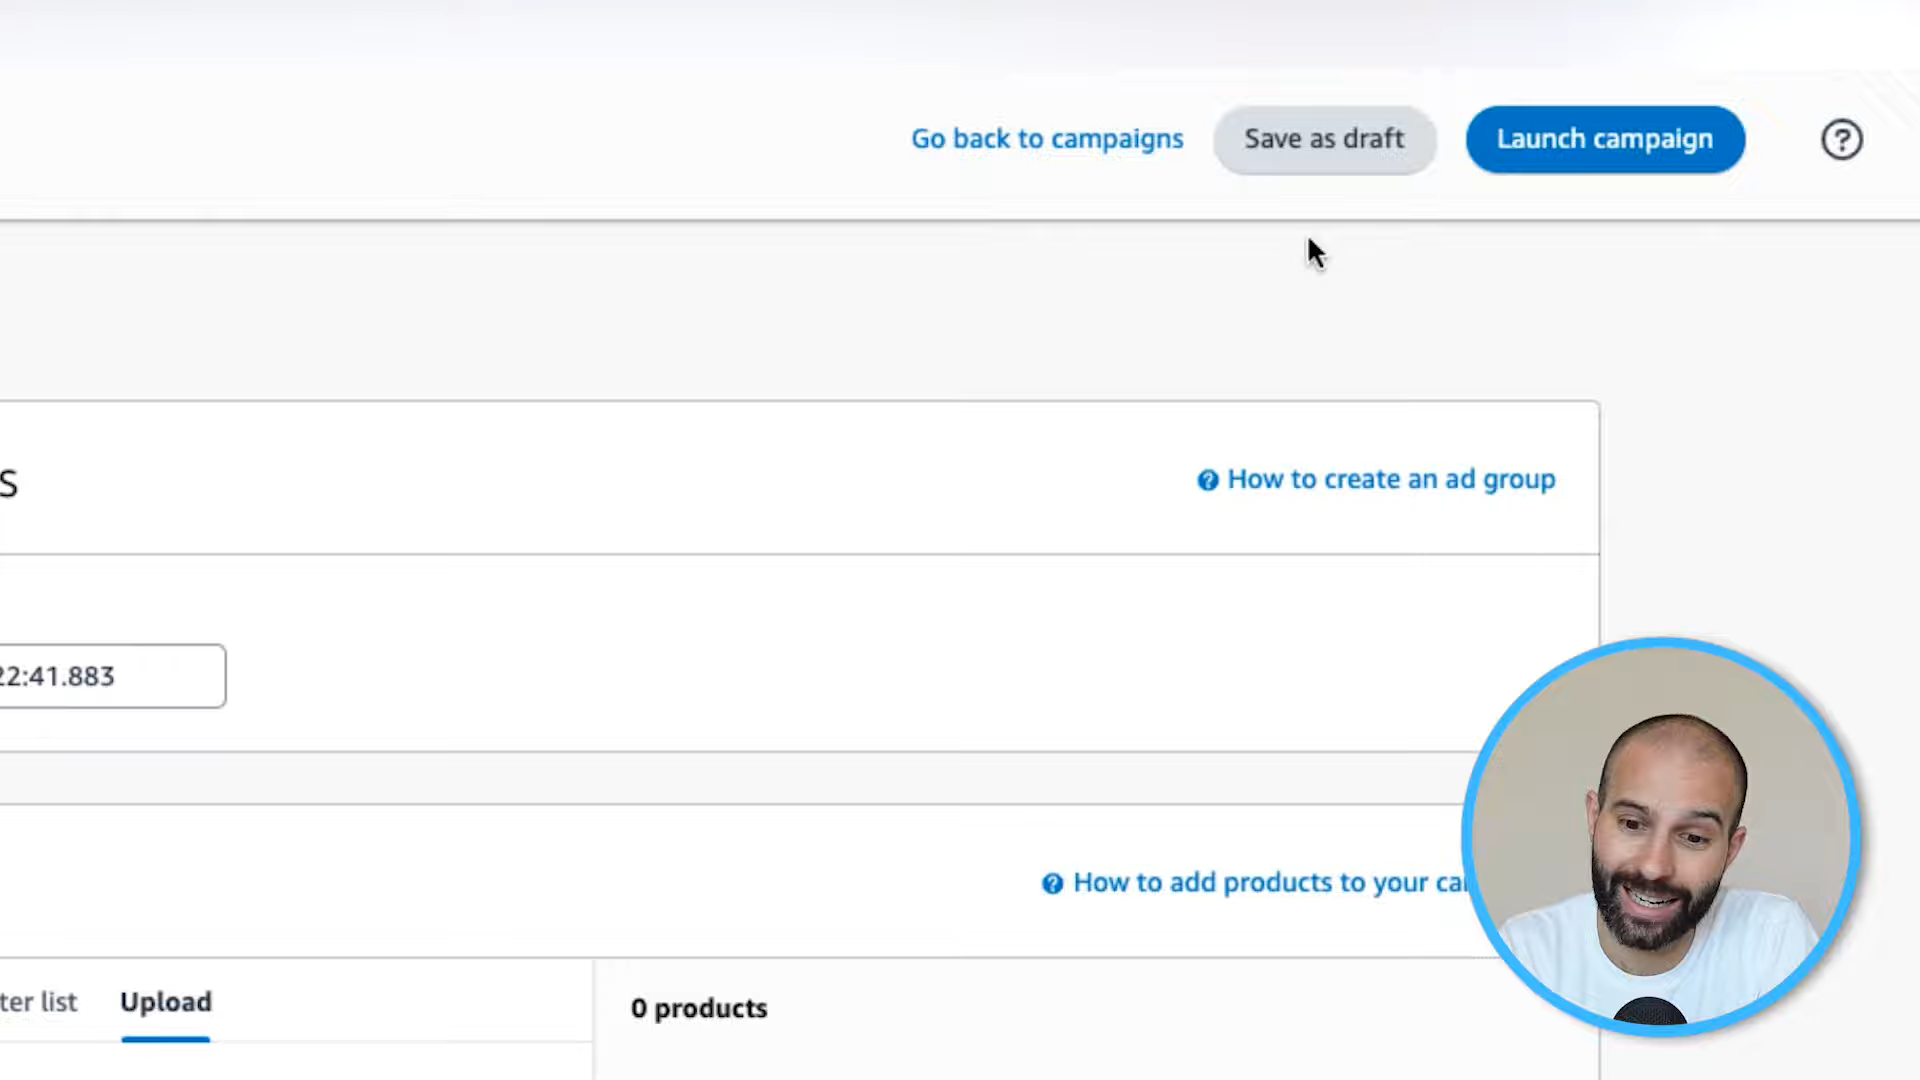 Go back to campaigns Save as draft Launch campaign
s
How to create an ad group
22:41.883
How to add products to your ca
ter list Upload
0 products